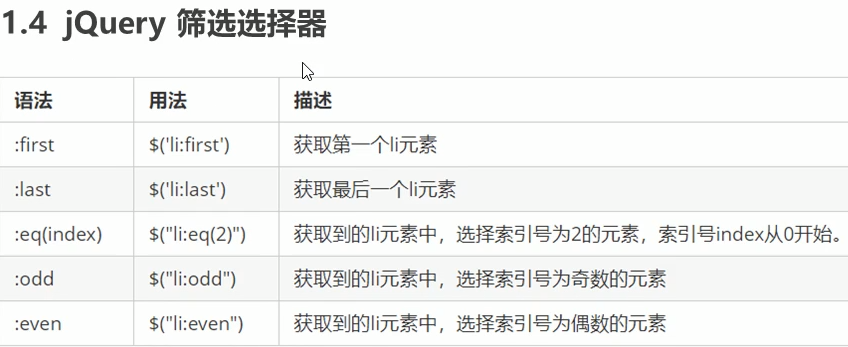 1.4 jQuery 筛选选择器
语法 用法 描述
:first $('li:first') 获取第一个li元素
:last $('li:last') 获取最后一个li元素
:eq(index) $("li:eq(2)") 获取到的li元素中，选择索引号为2的元素，索引号index从0开始。
:odd $("li:odd") 获取到的li元素中，选择索引号为奇数的元素
:even $("li:even") 获取到的li元素中，选择索引号为偶数的元素